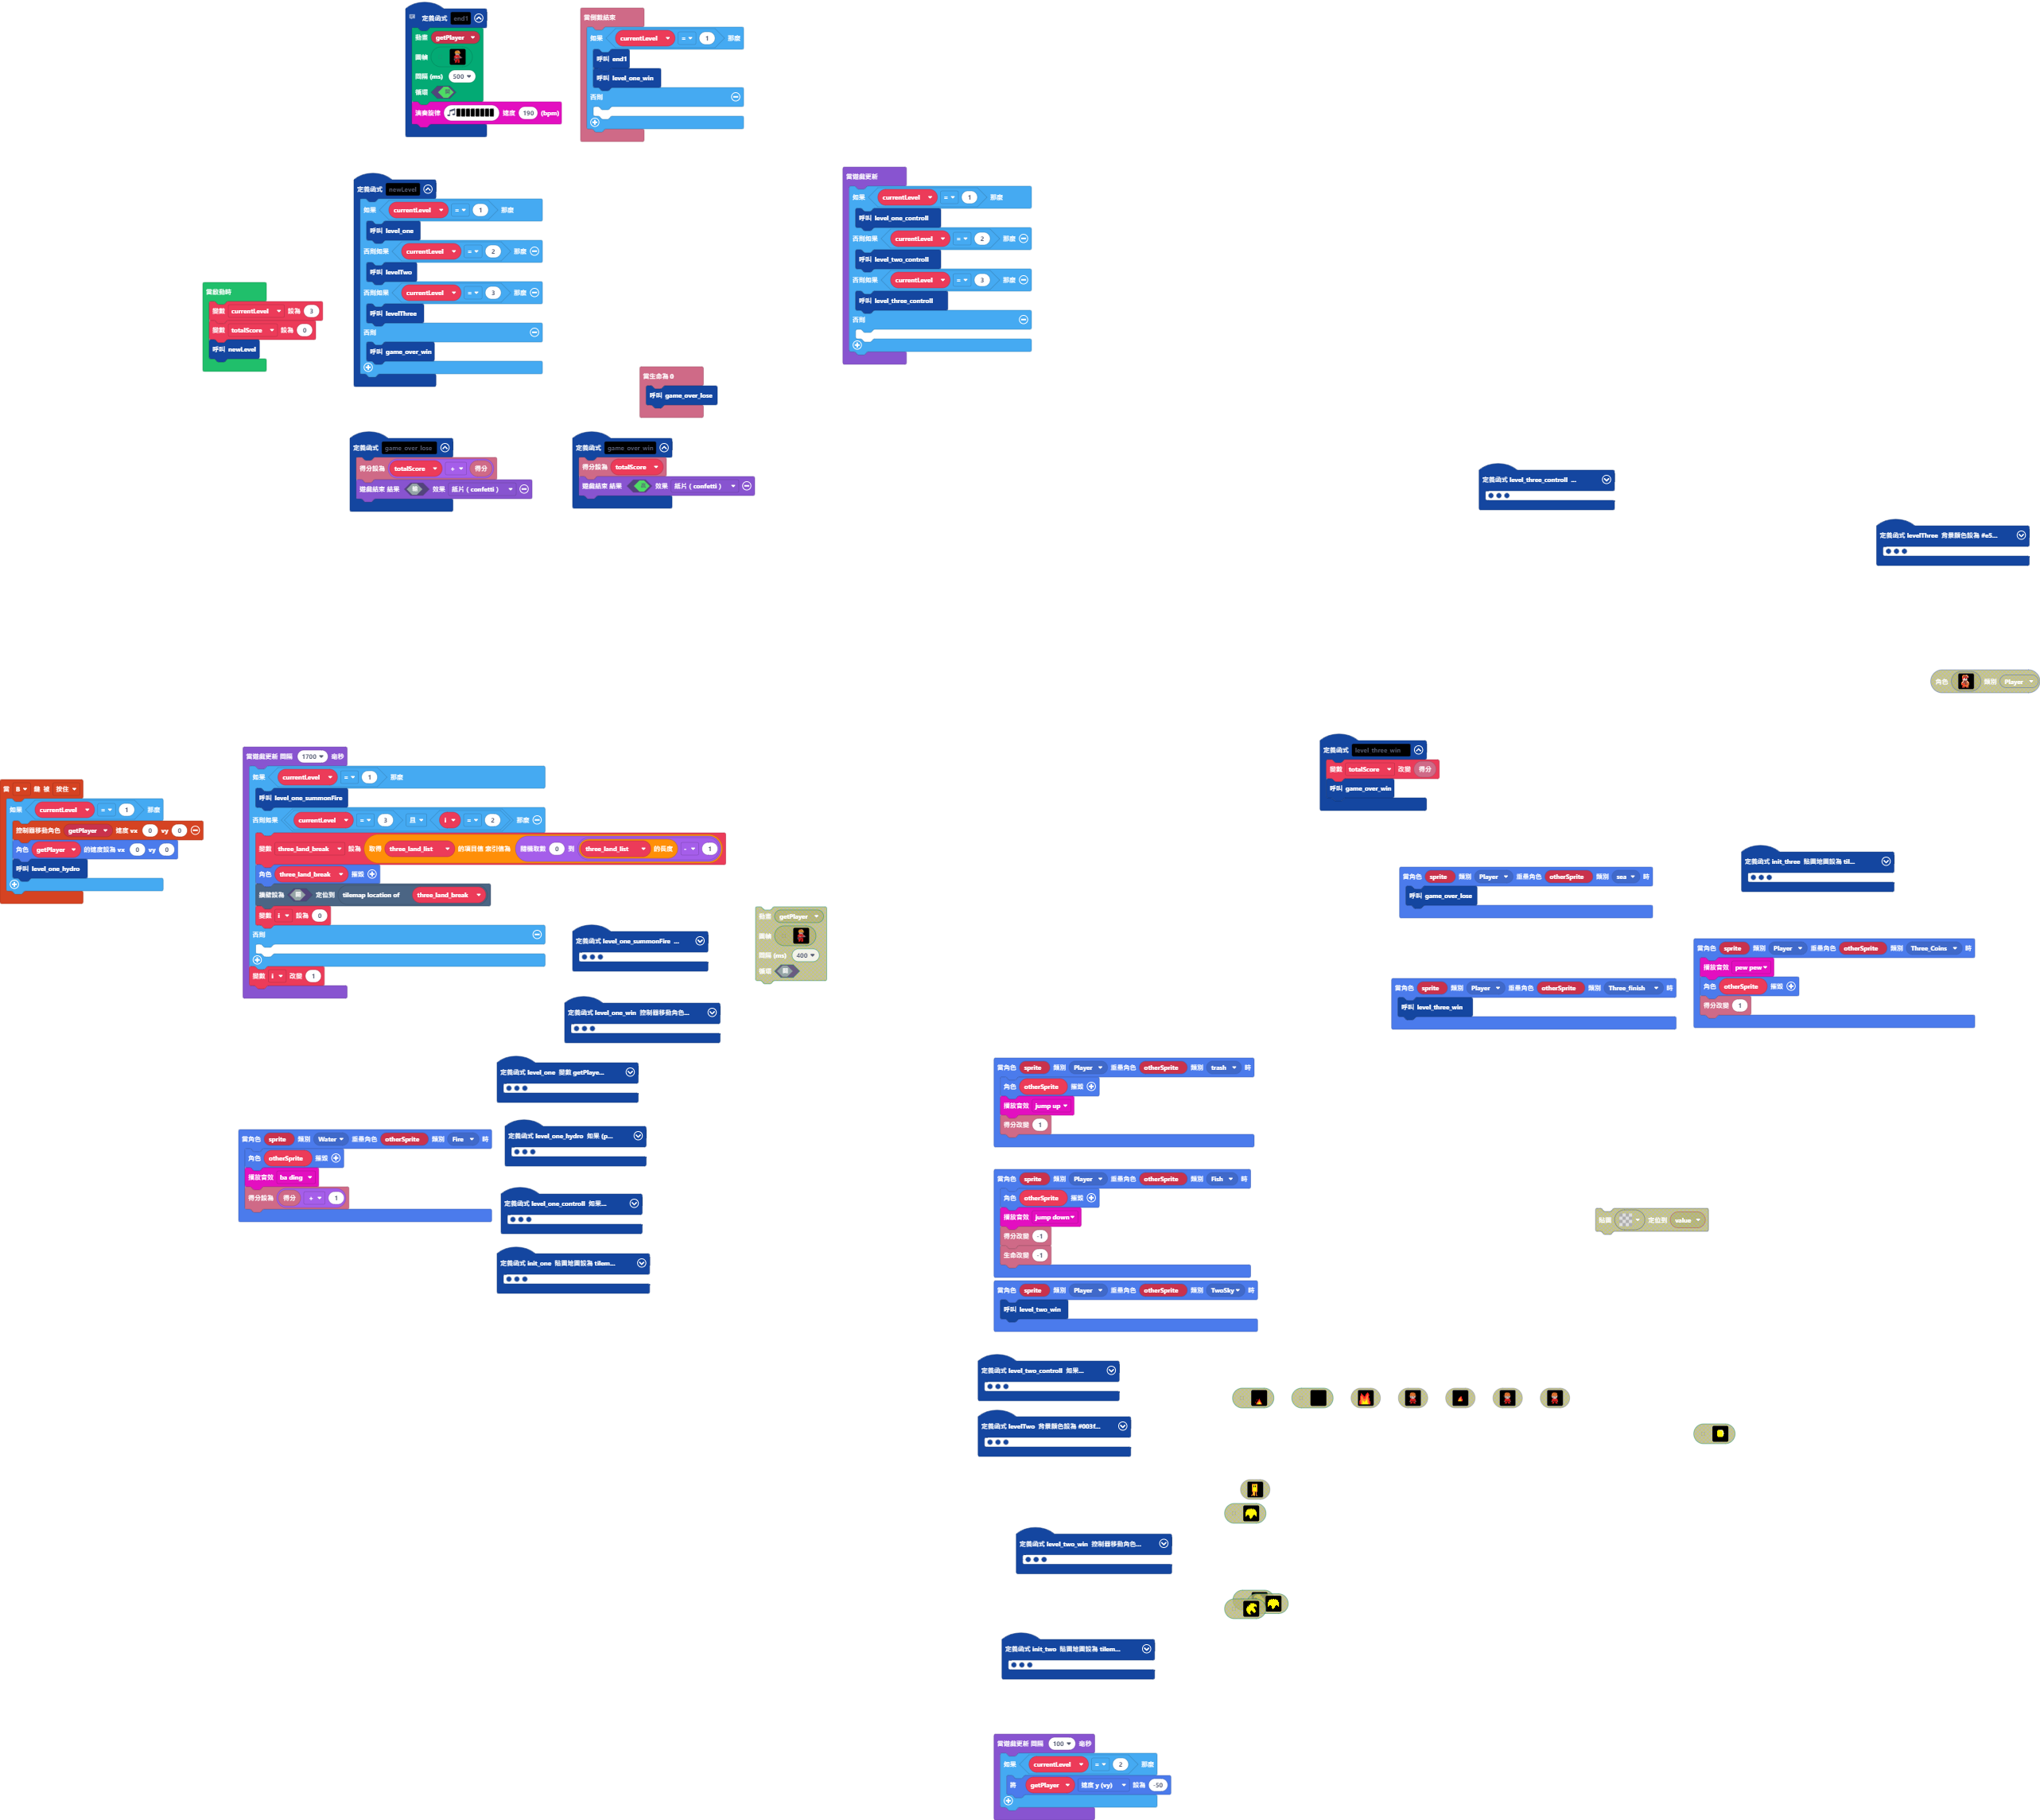 定義函式 end1
動畫 getPlayer
圖幀
間隔 (ms) 500
循環
演奏旋律 速度 190 (bpm)
當倒數結束
如果 currentLevel = 1 那麼
呼叫 end1
呼叫 level_one_win
否則
定義函式 newLevel
如果 currentLevel = 1 那麼
呼叫 level_one
否則如果 currentLevel = 2 那麼
呼叫 levelTwo
否則如果 currentLevel = 3 那麼
呼叫 levelThree
否則
呼叫 game_over_win
當遊戲更新
如果 currentLevel = 1 那麼
呼叫 level_one_controll
否則如果 currentLevel = 2 那麼
呼叫 level_two_controll
否則如果 currentLevel = 3 那麼
呼叫 level_three_controll
否則
當啟動時
變數 currentLevel 設為 3
變數 totalScore 設為 0
呼叫 newLevel
當生命為 0
呼叫 game_over_lose
定義函式 game_over_lose
得分設為 totalScore + 得分
遊戲結束 結果 效果 紙片 ( confetti )
定義函式 game_over_win
得分設為 totalScore
遊戲結束 結果 效果 紙片 ( confetti )
定義函式 level_three_controll ...
定義函式 levelThree 背景顏色設為 #e5...
角色 類別 Player
定義函式 level_three_win
變數 totalScore 改變 得分
呼叫 game_over_win
當遊戲更新 間隔 1700 毫秒
如果 currentLevel = 1 那麼
呼叫 level_one_summonFire
否則如果 currentLevel = 3 且 i = 2 那麼
變數 three_land_break 設為 取得 three_land_list 的項目值 索引值為 隨機取數 0 到 three_land_list 的長度 - 1
角色 three_land_break 摧毀
牆壁設為 定位到 tilemap location of three_land_break
變數 i 設為 0
否則
變數 i 改變 1
當 B 鍵 被 按住
如果 currentLevel = 1 那麼
控制器移動角色 getPlayer 速度 vx 0 vy 0
角色 getPlayer 的速度設為 vx 0 vy 0
呼叫 level_one_hydro
動畫 getPlayer
圖幀
間隔 (ms) 400
循環
定義函式 level_one_summonFire ...
定義函式 level_one_win 控制器移動角色...
定義函式 level_one 變數 getPlaye...
定義函式 level_one_hydro 如果 (p...
定義函式 level_one_controll 如果...
定義函式 init_one 點圖地圖設為 tilem...
當角色 sprite 類別 Water 重疊角色 otherSprite 類別 Fire 時
角色 otherSprite 摧毀
播放音效 ba ding
得分設為 得分 + 1
定義函式 init_three 點圖地圖設為 til...
當角色 sprite 類別 Player 重疊角色 otherSprite 類別 sea 時
呼叫 game_over_lose
當角色 sprite 類別 Player 重疊角色 otherSprite 類別 Three_Coins 時
播放音效 pew pew
角色 otherSprite 摧毀
得分改變 1
當角色 sprite 類別 Player 重疊角色 otherSprite 類別 Three_finish 時
呼叫 level_three_win
當角色 sprite 類別 Player 重疊角色 otherSprite 類別 trash 時
角色 otherSprite 摧毀
播放音效 jump up
得分改變 1
當角色 sprite 類別 Player 重疊角色 otherSprite 類別 Fish 時
角色 otherSprite 摧毀
播放音效 jump down
得分改變 -1
生命改變 -1
當角色 sprite 類別 Player 重疊角色 otherSprite 類別 TwoSky 時
呼叫 level_two_win
貼圖 定位到 value
定義函式 level_two_controll 如果...
定義函式 levelTwo 背景顏色設為 #003f...
定義函式 level_two_win 控制器移動角色...
定義函式 init_two 點圖地圖設為 tilem...
當遊戲更新 間隔 100 毫秒
如果 currentLevel = 2 那麼
將 getPlayer 速度 y (vy) 設為 -50